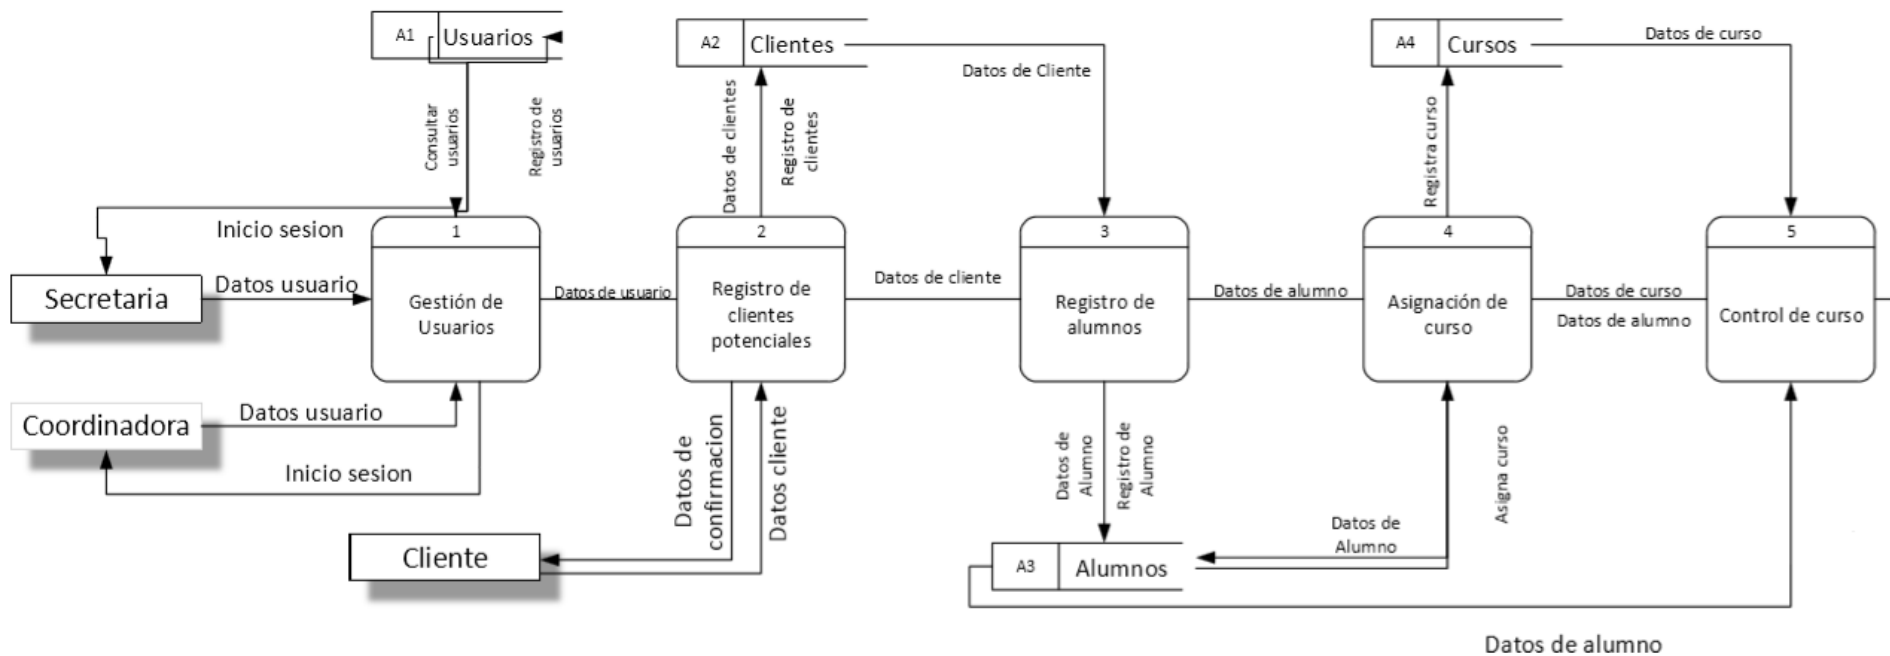 A1
Usuarios
A2
Clientes
A4
Cursos
Datos de curso
Datos de Cliente
Consultar
usuarios
Registro de
usuarios
Datos de clientes
Registro de
clientes
Registra curso
Inicio sesion
1
2
3
4
5
Secretaria
Datos usuario
Gestión de
Usuarios
Datos de usuario
Registro de
clientes
potenciales
Datos de cliente
Registro de
alumnos
Datos de alumno
Asignación de
curso
Datos de curso
Datos de alumno
Control de curso
Coordinadora
Datos usuario
Inicio sesion
Datos de
confirmacion
Datos cliente
Datos de
Alumno
Registro de
Alumno
Asigna curso
Datos de
Alumno
Cliente
A3
Alumnos
Datos de alumno